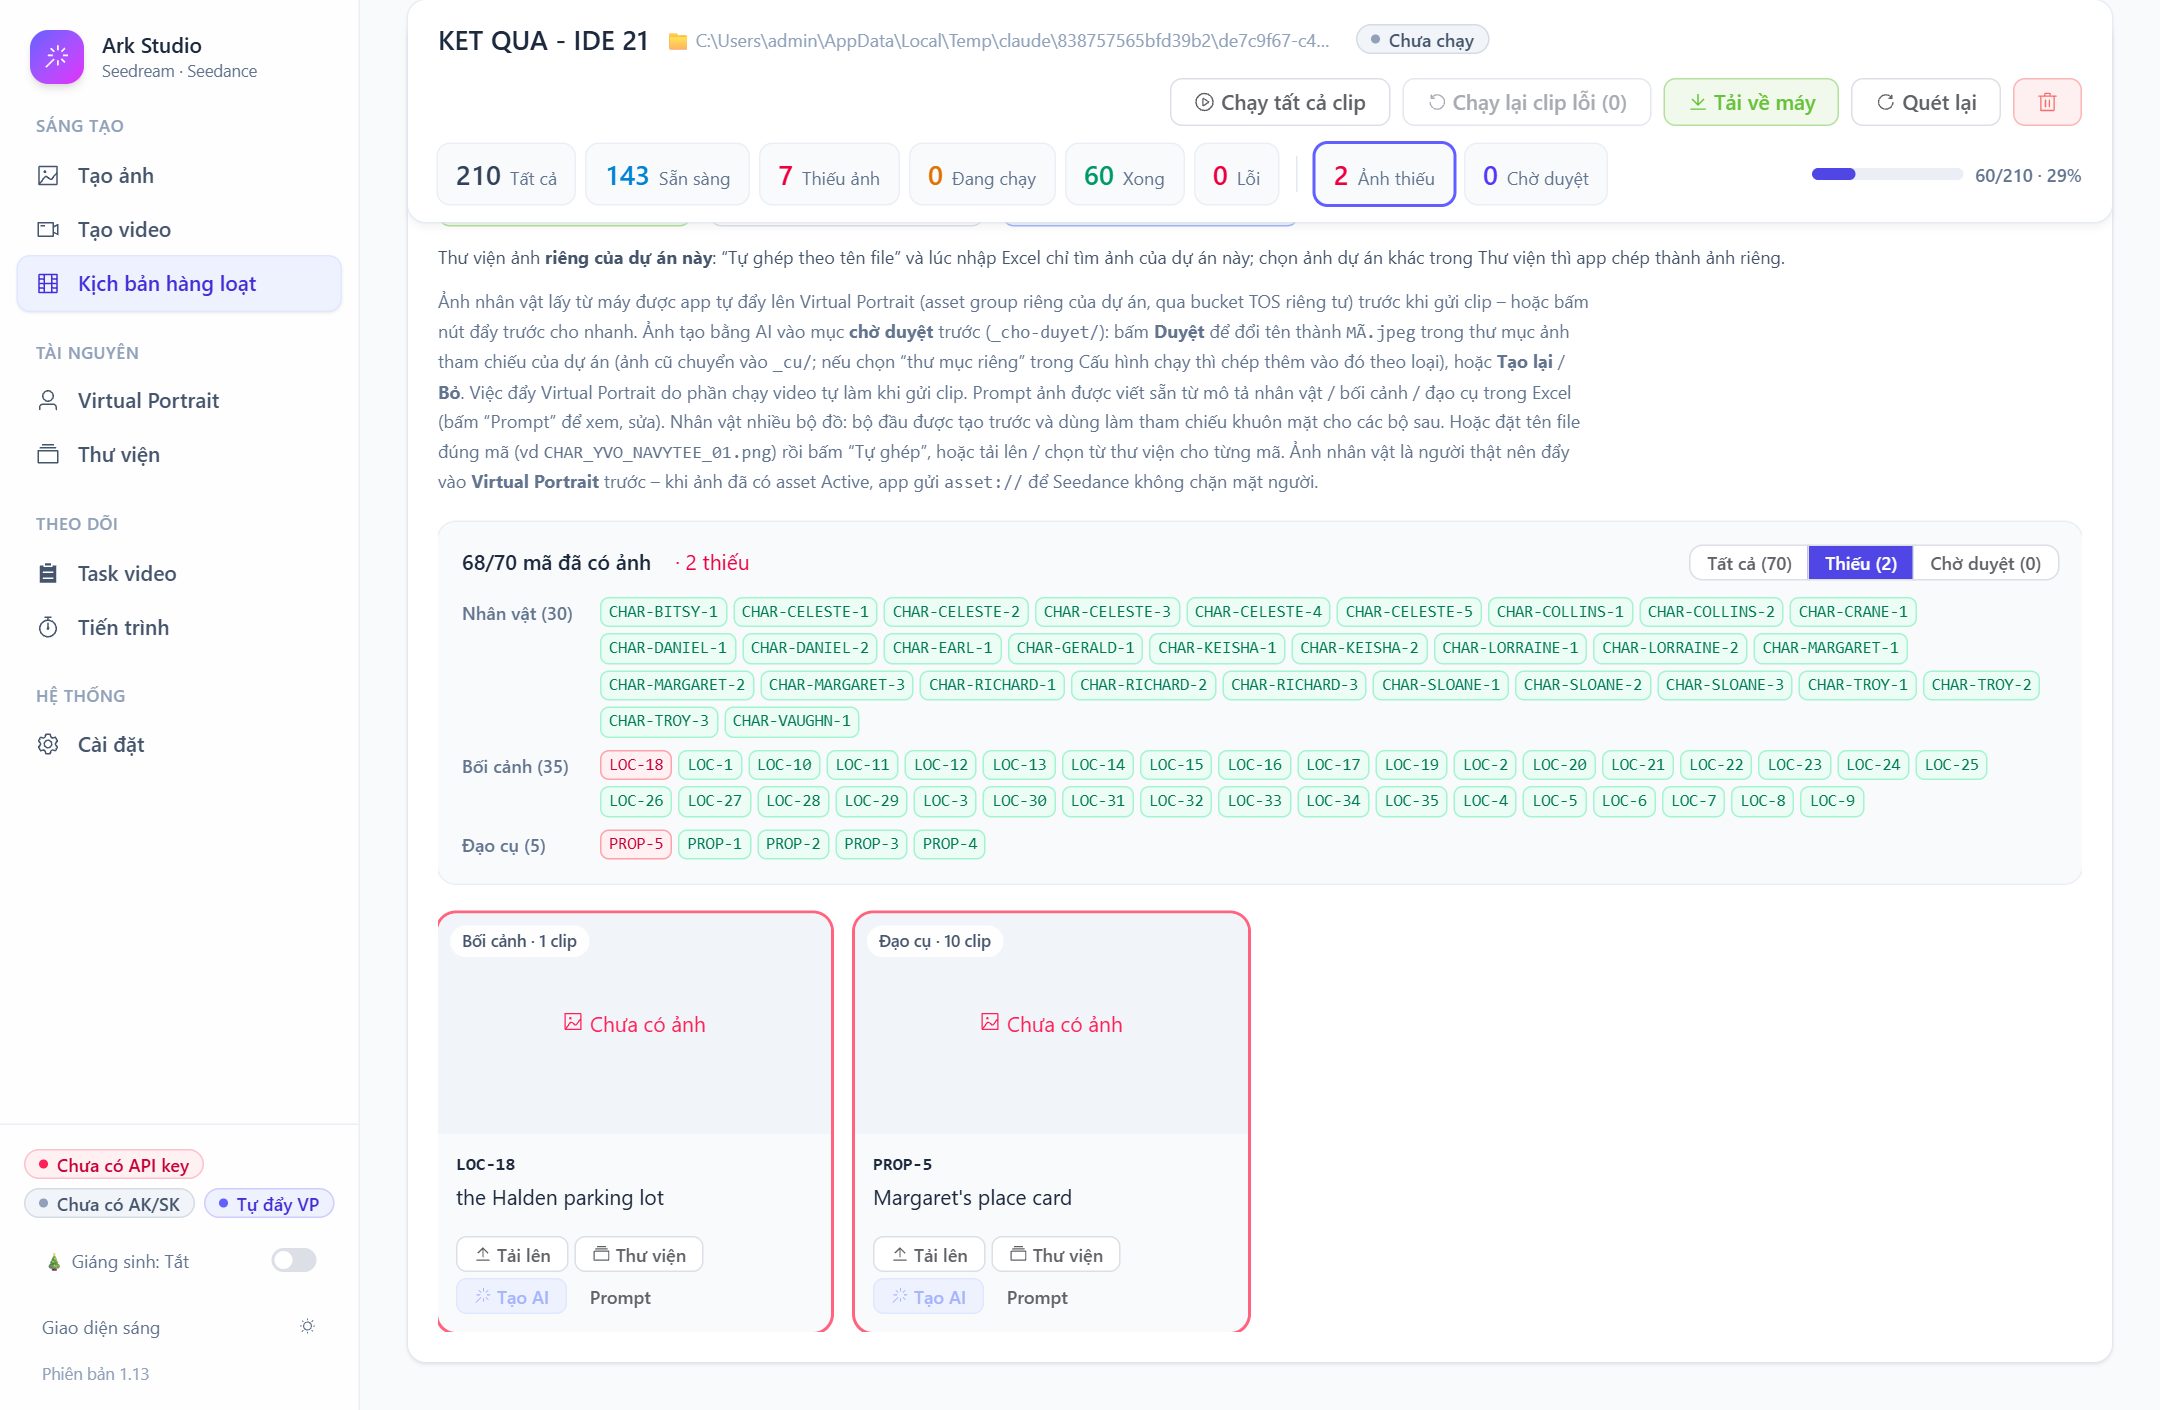 Ark Studio
Seedream · Seedance
SÁNG TẠO
Tạo ảnh
Tạo video
Kịch bản hàng loạt
TÀI NGUYÊN
Virtual Portrait
Thư viện
THEO DÕI
Task video
Tiến trình
HỆ THỐNG
Cài đặt
Chưa có API key
Chưa có AK/SK
Tự đẩy VP
Giáng sinh: Tắt
Giao diện sáng
Phiên bản 1.13
KET QUA - IDE 21
C:\Users\admin\AppData\Local\Temp\claude\838757565bfd39b2\de7c9f67-c4...
Chưa chạy
Chạy tất cả clip
Chạy lại clip lỗi (0)
Tải về máy
Quét lại
210 Tất cả
143 Sẵn sàng
7 Thiếu ảnh
0 Đang chạy
60 Xong
0 Lỗi
2 Ảnh thiếu
0 Chờ duyệt
60/210 · 29%
Thư viện ảnh riêng của dự án này: “Tự ghép theo tên file” và lúc nhập Excel chỉ tìm ảnh của dự án này; chọn ảnh dự án khác trong Thư viện thì app chép thành ảnh riêng.
Ảnh nhân vật lấy từ máy được app tự đẩy lên Virtual Portrait (asset group riêng của dự án, qua bucket TOS riêng tư) trước khi gửi clip – hoặc bấm
nút đẩy trước cho nhanh. Ảnh tạo bằng AI vào mục chờ duyệt trước (_cho-duyet/): bấm Duyệt để đổi tên thành MÃ.jpeg trong thư mục ảnh
tham chiếu của dự án (ảnh cũ chuyển vào _cu/; nếu chọn “thư mục riêng” trong Cấu hình chạy thì chép thêm vào đó theo loại), hoặc Tạo lại /
Bỏ. Việc đẩy Virtual Portrait do phần chạy video tự làm khi gửi clip. Prompt ảnh được viết sẵn từ mô tả nhân vật / bối cảnh / đạo cụ trong Excel
(bấm “Prompt” để xem, sửa). Nhân vật nhiều bộ đồ: bộ đầu được tạo trước và dùng làm tham chiếu khuôn mặt cho các bộ sau. Hoặc đặt tên file
đúng mã (vd CHAR_YVO_NAVYTEE_01.png) rồi bấm “Tự ghép”, hoặc tải lên / chọn từ thư viện cho từng mã. Ảnh nhân vật là người thật nên đẩy
vào Virtual Portrait trước – khi ảnh đã có asset Active, app gửi asset:// để Seedance không chặn mặt người.
68/70 mã đã có ảnh · 2 thiếu
Tất cả (70)
Thiếu (2)
Chờ duyệt (0)
Nhân vật (30)
CHAR-BITSY-1 CHAR-CELESTE-1 CHAR-CELESTE-2 CHAR-CELESTE-3 CHAR-CELESTE-4 CHAR-CELESTE-5 CHAR-COLLINS-1 CHAR-COLLINS-2 CHAR-CRANE-1
CHAR-DANIEL-1 CHAR-DANIEL-2 CHAR-EARL-1 CHAR-GERALD-1 CHAR-KEISHA-1 CHAR-KEISHA-2 CHAR-LORRAINE-1 CHAR-LORRAINE-2 CHAR-MARGARET-1
CHAR-MARGARET-2 CHAR-MARGARET-3 CHAR-RICHARD-1 CHAR-RICHARD-2 CHAR-RICHARD-3 CHAR-SLOANE-1 CHAR-SLOANE-2 CHAR-SLOANE-3 CHAR-TROY-1 CHAR-TROY-2
CHAR-TROY-3 CHAR-VAUGHN-1
Bối cảnh (35)
LOC-18 LOC-1 LOC-10 LOC-11 LOC-12 LOC-13 LOC-14 LOC-15 LOC-16 LOC-17 LOC-19 LOC-2 LOC-20 LOC-21 LOC-22 LOC-23 LOC-24 LOC-25
LOC-26 LOC-27 LOC-28 LOC-29 LOC-3 LOC-30 LOC-31 LOC-32 LOC-33 LOC-34 LOC-35 LOC-4 LOC-5 LOC-6 LOC-7 LOC-8 LOC-9
Đạo cụ (5)
PROP-5 PROP-1 PROP-2 PROP-3 PROP-4
Bối cảnh · 1 clip
Chưa có ảnh
LOC-18
the Halden parking lot
Tải lên
Thư viện
Tạo AI
Prompt
Đạo cụ · 10 clip
Chưa có ảnh
PROP-5
Margaret's place card
Tải lên
Thư viện
Tạo AI
Prompt